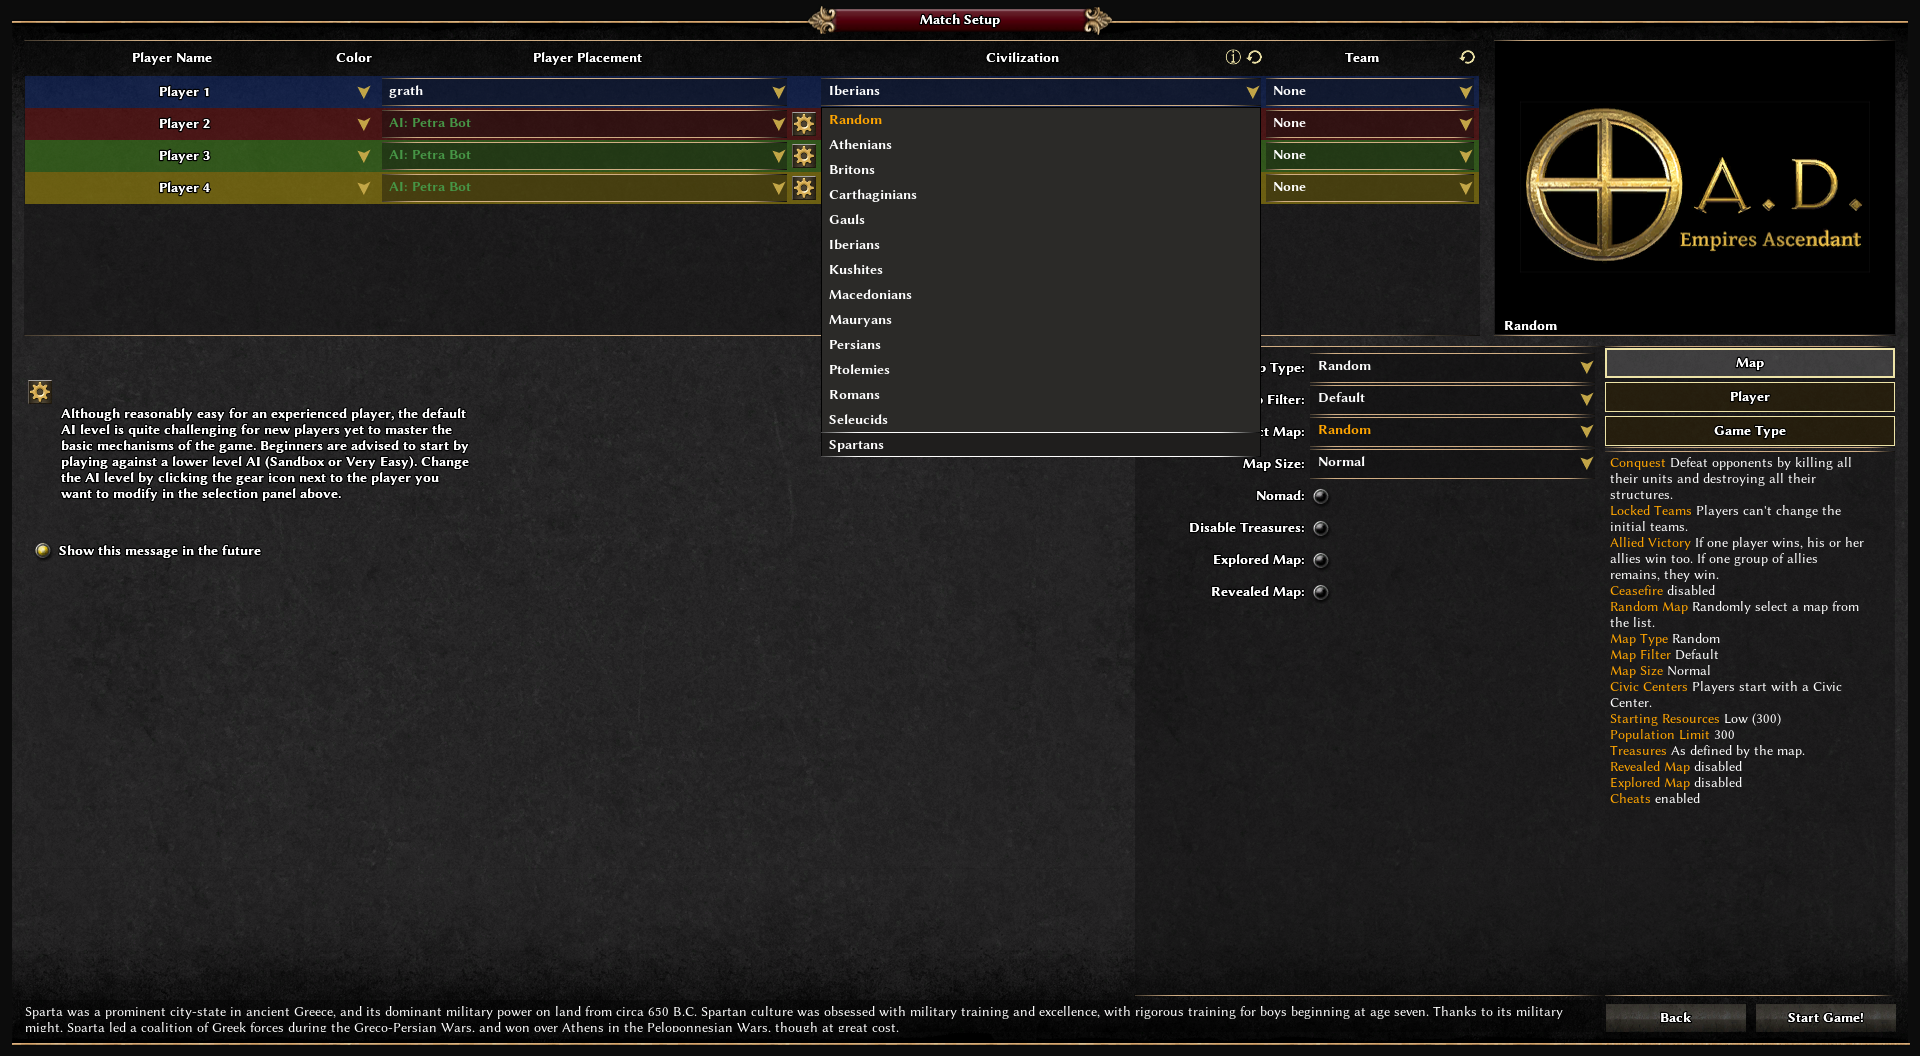 Match Setup
Player Name Color Player Placement Civilization Team
Player 1 grath Iberians None
Player 2 AI: Petra Bot None
Player 3 AI: Petra Bot None
Player 4 AI: Petra Bot None
Random
Athenians
Britons
Carthaginians
Gauls
Iberians
Kushites
Macedonians
Mauryans
Persians
Ptolemies
Romans
Seleucids
Spartans
A.D.
Empires Ascendant
Random
Although reasonably easy for an experienced player, the default
AI level is quite challenging for new players yet to master the
basic mechanisms of the game. Beginners are advised to start by
playing against a lower level AI (Sandbox or Very Easy). Change
the AI level by clicking the gear icon next to the player you
want to modify in the selection panel above.
Show this message in the future
p Type: Random
Filter: Default
ct Map: Random
Map Size: Normal
Nomad:
Disable Treasures:
Explored Map:
Revealed Map:
Map
Player
Game Type
Conquest Defeat opponents by killing all
their units and destroying all their
structures.
Locked Teams Players can't change the
initial teams.
Allied Victory If one player wins, his or her
allies win too. If one group of allies
remains, they win.
Ceasefire disabled
Random Map Randomly select a map from
the list.
Map Type Random
Map Filter Default
Map Size Normal
Civic Centers Players start with a Civic
Center.
Starting Resources Low (300)
Population Limit 300
Treasures As defined by the map.
Revealed Map disabled
Explored Map disabled
Cheats enabled
Sparta was a prominent city-state in ancient Greece, and its dominant military power on land from circa 650 B.C. Spartan culture was obsessed with military training and excellence, with rigorous training for boys beginning at age seven. Thanks to its military
might, Sparta led a coalition of Greek forces during the Greco-Persian Wars, and won over Athens in the Peloponnesian Wars, though at great cost.
Back
Start Game!